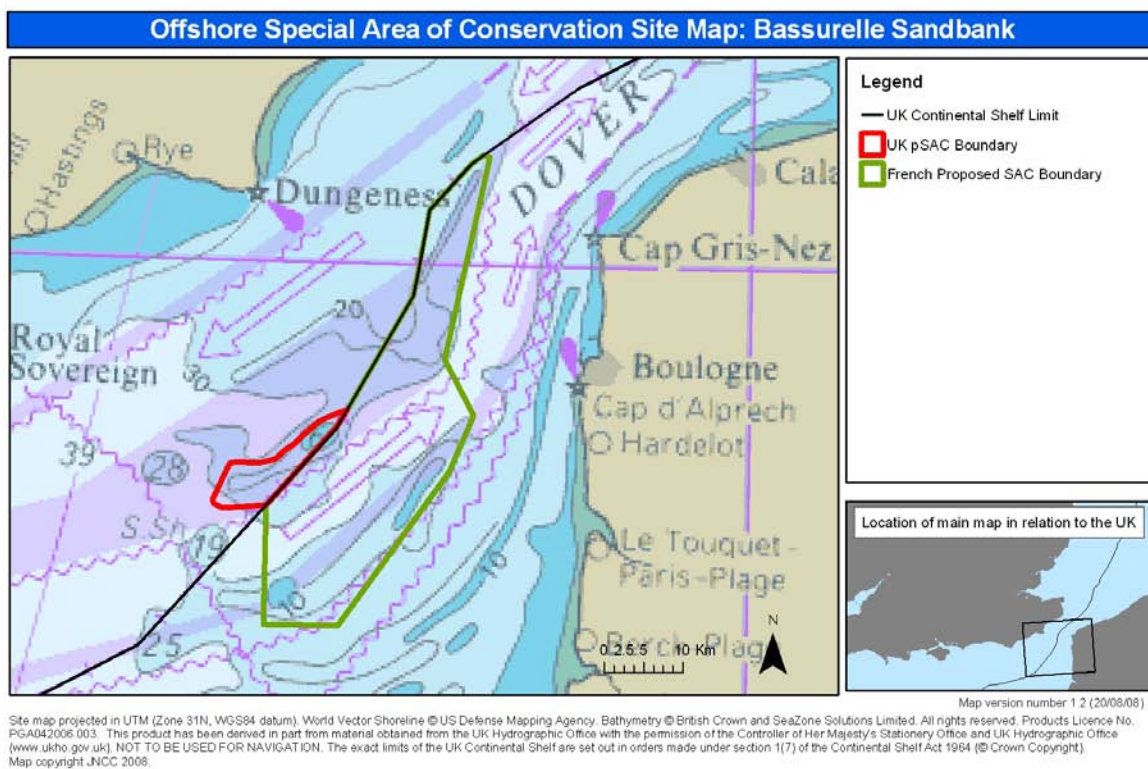 Offshore Special Area of Conservation Site Map: Bassurelle Sandbank
Legend
UK Continental Shelf Limit
UK pSAC Boundary
French Proposed SAC Boundary
Hastings
Rye
Dungeness
DOVER
Cala
Cap Gris-Nez
20
Royal
Sovereign
30
Boulogne
Cap d'Alprech
Hardelot
39
28
S.Sh
19
Le Touquet-
Paris-Plage
10
10
25
Berck-Plage
0 2.5 5 10 Km
N
Location of main map in relation to the UK
Map version number 1.2 (20/08/08)
Site map projected in UTM (Zone 31N, WGS84 datum). World Vector Shoreline © US Defense Mapping Agency. Bathymetry © British Crown and SeaZone Solutions Limited. All rights reserved. Products Licence No.
PGA042006.003. This product has been derived in part from material obtained from the UK Hydrographic Office with the permission of the Controller of Her Majesty's Stationery Office and UK Hydrographic Office
(www.ukho.gov.uk). NOT TO BE USED FOR NAVIGATION. The exact limits of the UK Continental Shelf are set out in orders made under section 1(7) of the Continental Shelf Act 1964 (© Crown Copyright).
Map copyright JNCC 2008.